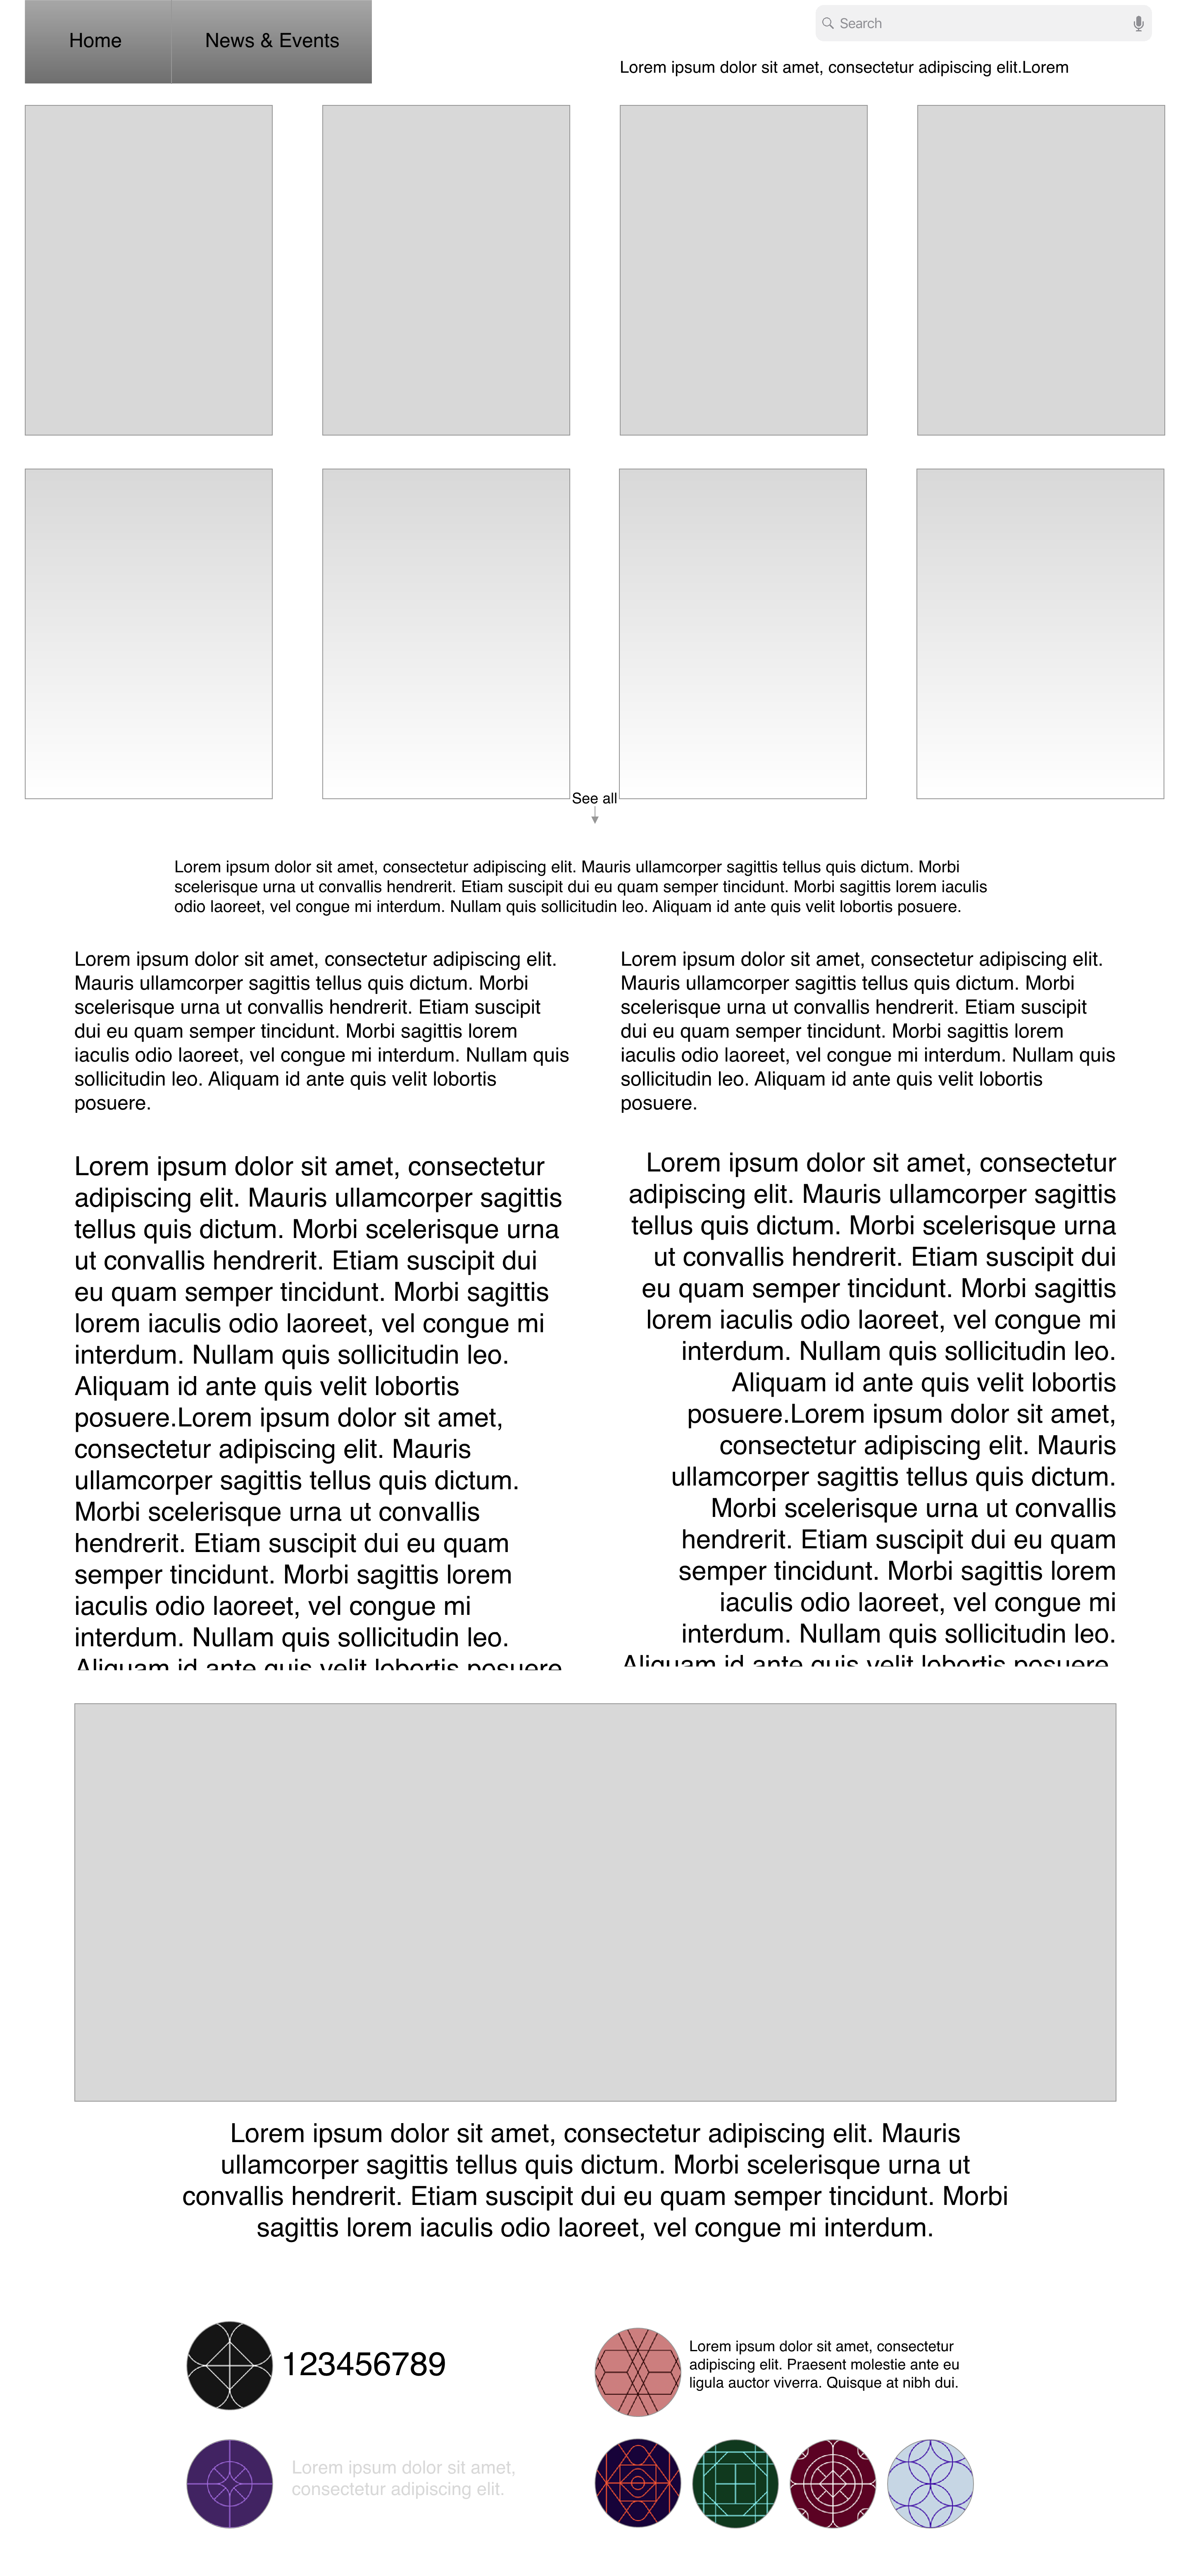 Home
News & Events
Search
Lorem ipsum dolor sit amet, consectetur adipiscing elit.Lorem
See all
Lorem ipsum dolor sit amet, consectetur adipiscing elit. Mauris ullamcorper sagittis tellus quis dictum. Morbi
scelerisque urna ut convallis hendrerit. Etiam suscipit dui eu quam semper tincidunt. Morbi sagittis lorem iaculis
odio laoreet, vel congue mi interdum. Nullam quis sollicitudin leo. Aliquam id ante quis velit lobortis posuere.
Lorem ipsum dolor sit amet, consectetur adipiscing elit.
Mauris ullamcorper sagittis tellus quis dictum. Morbi
scelerisque urna ut convallis hendrerit. Etiam suscipit
dui eu quam semper tincidunt. Morbi sagittis lorem
iaculis odio laoreet, vel congue mi interdum. Nullam quis
sollicitudin leo. Aliquam id ante quis velit lobortis
posuere.
Lorem ipsum dolor sit amet, consectetur adipiscing elit.
Mauris ullamcorper sagittis tellus quis dictum. Morbi
scelerisque urna ut convallis hendrerit. Etiam suscipit
dui eu quam semper tincidunt. Morbi sagittis lorem
iaculis odio laoreet, vel congue mi interdum. Nullam quis
sollicitudin leo. Aliquam id ante quis velit lobortis
posuere.
Lorem ipsum dolor sit amet, consectetur
adipiscing elit. Mauris ullamcorper sagittis
tellus quis dictum. Morbi scelerisque urna
ut convallis hendrerit. Etiam suscipit dui
eu quam semper tincidunt. Morbi sagittis
lorem iaculis odio laoreet, vel congue mi
interdum. Nullam quis sollicitudin leo.
Aliquam id ante quis velit lobortis
posuere.Lorem ipsum dolor sit amet,
consectetur adipiscing elit. Mauris
ullamcorper sagittis tellus quis dictum.
Morbi scelerisque urna ut convallis
hendrerit. Etiam suscipit dui eu quam
semper tincidunt. Morbi sagittis lorem
iaculis odio laoreet, vel congue mi
interdum. Nullam quis sollicitudin leo.
Aliquam id ante quis velit lobortis posuere
Lorem ipsum dolor sit amet, consectetur
adipiscing elit. Mauris ullamcorper sagittis
tellus quis dictum. Morbi scelerisque urna
ut convallis hendrerit. Etiam suscipit dui
eu quam semper tincidunt. Morbi sagittis
lorem iaculis odio laoreet, vel congue mi
interdum. Nullam quis sollicitudin leo.
Aliquam id ante quis velit lobortis
posuere.Lorem ipsum dolor sit amet,
consectetur adipiscing elit. Mauris
ullamcorper sagittis tellus quis dictum.
Morbi scelerisque urna ut convallis
hendrerit. Etiam suscipit dui eu quam
semper tincidunt. Morbi sagittis lorem
iaculis odio laoreet, vel congue mi
interdum. Nullam quis sollicitudin leo.
Aliquam id ante quis velit lobortis posuere.
Lorem ipsum dolor sit amet, consectetur adipiscing elit. Mauris
ullamcorper sagittis tellus quis dictum. Morbi scelerisque urna ut
convallis hendrerit. Etiam suscipit dui eu quam semper tincidunt. Morbi
sagittis lorem iaculis odio laoreet, vel congue mi interdum.
123456789
Lorem ipsum dolor sit amet, consectetur
adipiscing elit. Praesent molestie ante eu
ligula auctor viverra. Quisque at nibh dui.
Lorem ipsum dolor sit amet,
consectetur adipiscing elit.